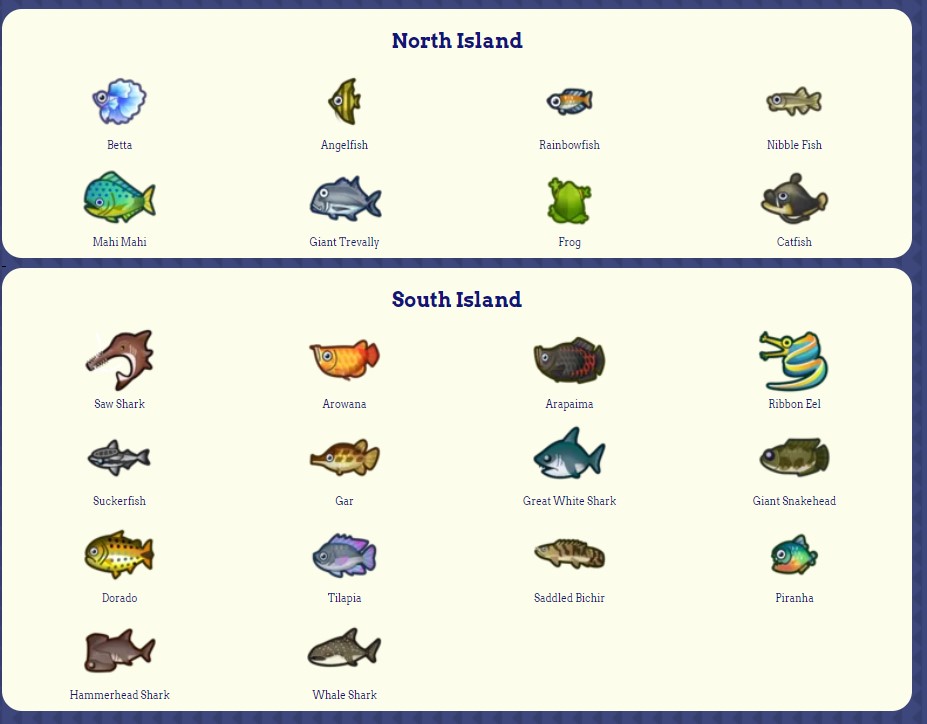 North Island
Betta Angelfish Rainbowfish Nibble Fish
Mahi Mahi Giant Trevally Frog Catfish
South Island
Saw Shark Arowana Arapaima Ribbon Eel
Suckerfish Gar Great White Shark Giant Snakehead
Dorado Tilapia Saddled Bichir Piranha
Hammerhead Shark Whale Shark